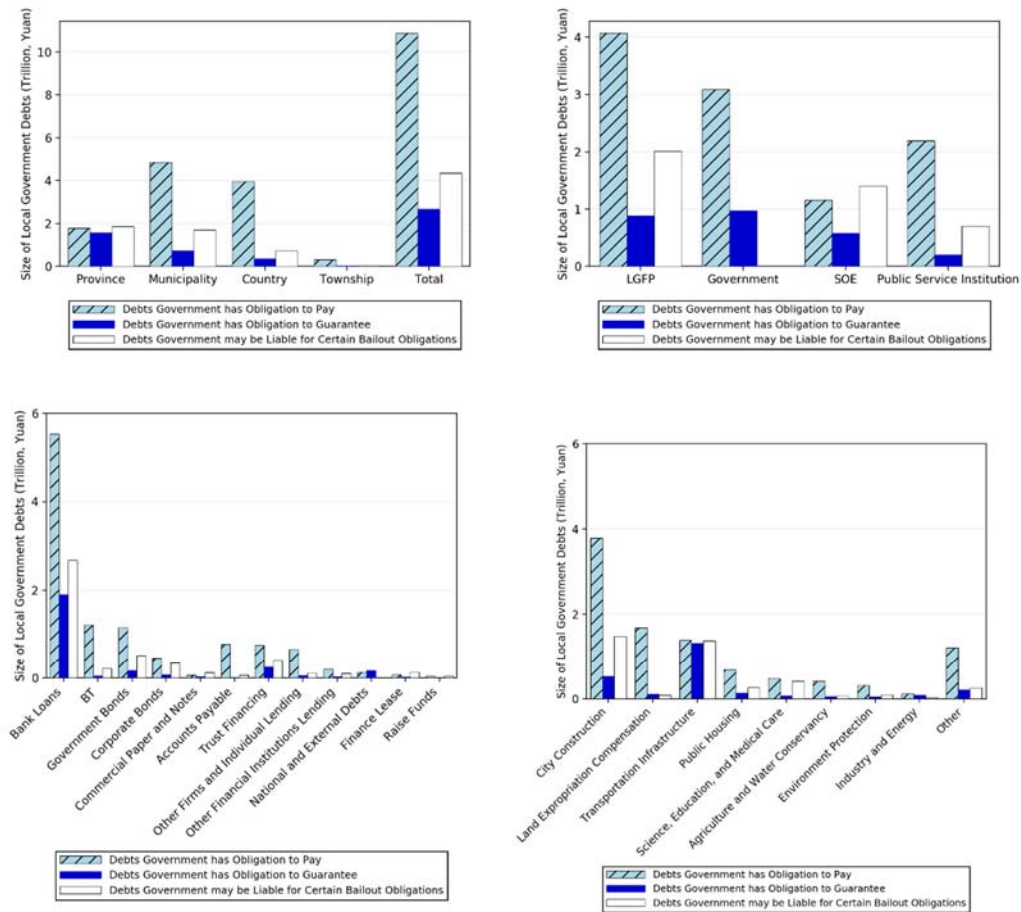 Size of Local Government Debts (Trillion, Yuan)
10
8
6
4
2
0
Province Municipality Country Township Total
Debts Government has Obligation to Pay
Debts Government has Obligation to Guarantee
Debts Government may be Liable for Certain Bailout Obligations
Size of Local Government Debts (Trillion, Yuan)
4
3
2
1
0
LGFP Government SOE Public Service Institution
Debts Government has Obligation to Pay
Debts Government has Obligation to Guarantee
Debts Government may be Liable for Certain Bailout Obligations
Size of Local Government Debts (Trillion, Yuan)
6
4
2
0
Bank Loans
BT
Government Bonds
Corporate Bonds
Commercial Paper and Notes
Accounts Payable
Trust Financing
Other Firms and Individual Lending
Other Financial Institutions Lending
National and External Debts
Finance Lease
Raise Funds
Debts Government has Obligation to Pay
Debts Government has Obligation to Guarantee
Debts Government may be Liable for Certain Bailout Obligations
Size of Local Government Debts (Trillion, Yuan)
6
4
2
0
City Construction
Land Expropriation Compensation
Transportation Infrastructure
Public Housing
Science, Education, and Medical Care
Agriculture and Water Conservancy
Environment Protection
Industry and Energy
Other
Debts Government has Obligation to Pay
Debts Government has Obligation to Guarantee
Debts Government may be Liable for Certain Bailout Obligations